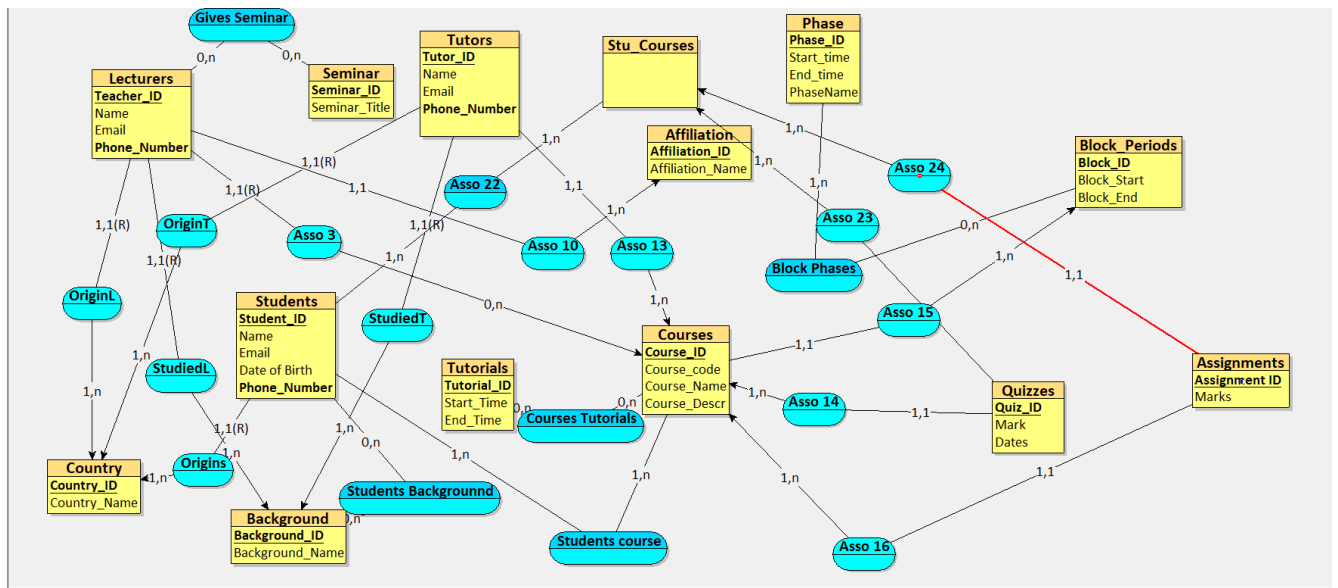 Gives Seminar
0,n
0,n
Lecturers
Teacher_ID
Name
Email
Phone_Number
Seminar
Seminar_ID
Seminar_Title
Tutors
Tutor_ID
Name
Email
Phone_Number
Stu_Courses
Phase
Phase_ID
Start_time
End_time
PhaseName
Affiliation
Affiliation_ID
Affiliation_Name
Block_Periods
Block_ID
Block_Start
Block_End
1,n
1,n
1,n
1,n
1,1(R)
1,1(R)
1,1
1,1
Asso 22
Asso 24
1,n
OriginT
1,1(R)
1,1(R)
1,1(R)
Asso 3
1,n
Asso 10
Asso 13
Asso 23
0,n
1,n
Block Phases
1,n
1,1
OriginL
Students
Student_ID
Name
Email
Date of Birth
Phone_Number
0,n
1,n
StudiedT
Asso 15
Courses
Course_ID
Course_code
Course_Name
Course_Descr
1,1
1,n
StudiedL
Tutorials
Tutorial_ID
Start_Time
End_Time
Assignments
Assignment ID
Marks
1,n
1,n
Asso 14
1,1
Quizzes
Quiz_ID
Mark
Dates
0,n
0,n
Courses Tutorials
1,1(R)
1,n
1,n
0,n
Country
Country_ID
Country_Name
1,n
Origins
1,n
1,n
1,n
1,1
Students Backgrounnd
0,n
Background
Background_ID
Background_Name
Students course
Asso 16